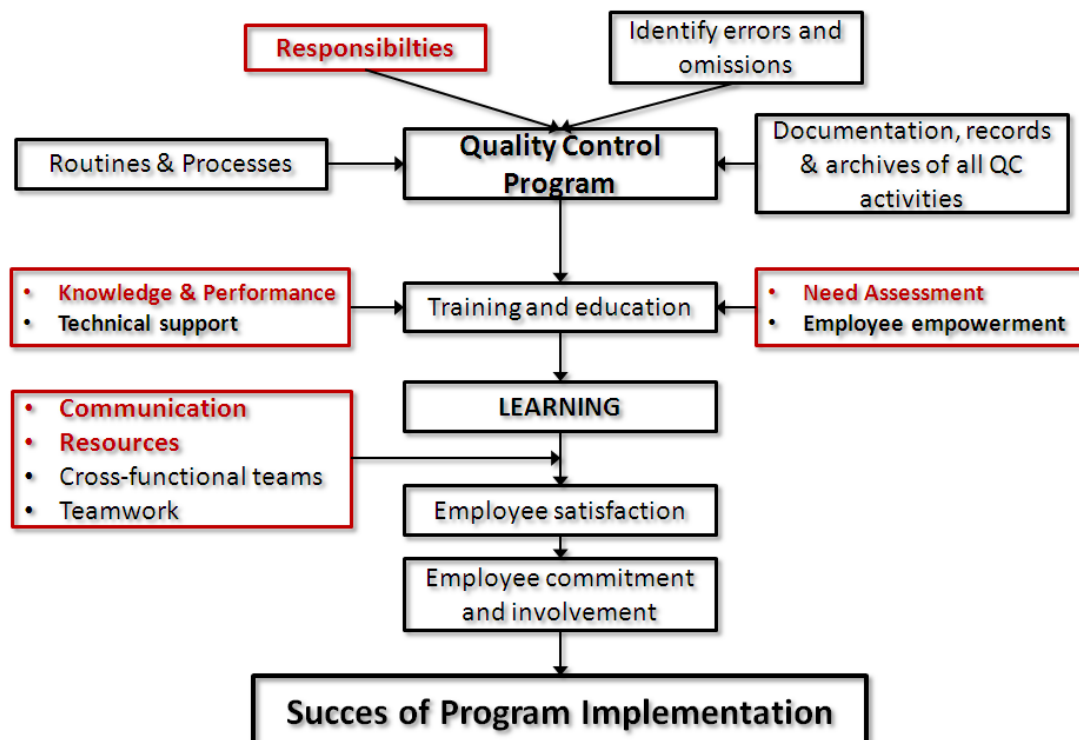 Responsibilties
Identify errors and
omissions
Routines & Processes
Quality Control
Program
Documentation, records
& archives of all QC
activities
• Knowledge & Performance
• Technical support
Training and education
• Need Assessment
• Employee empowerment
LEARNING
• Communication
• Resources
• Cross-functional teams
• Teamwork
Employee satisfaction
Employee commitment
and involvement
Succes of Program Implementation